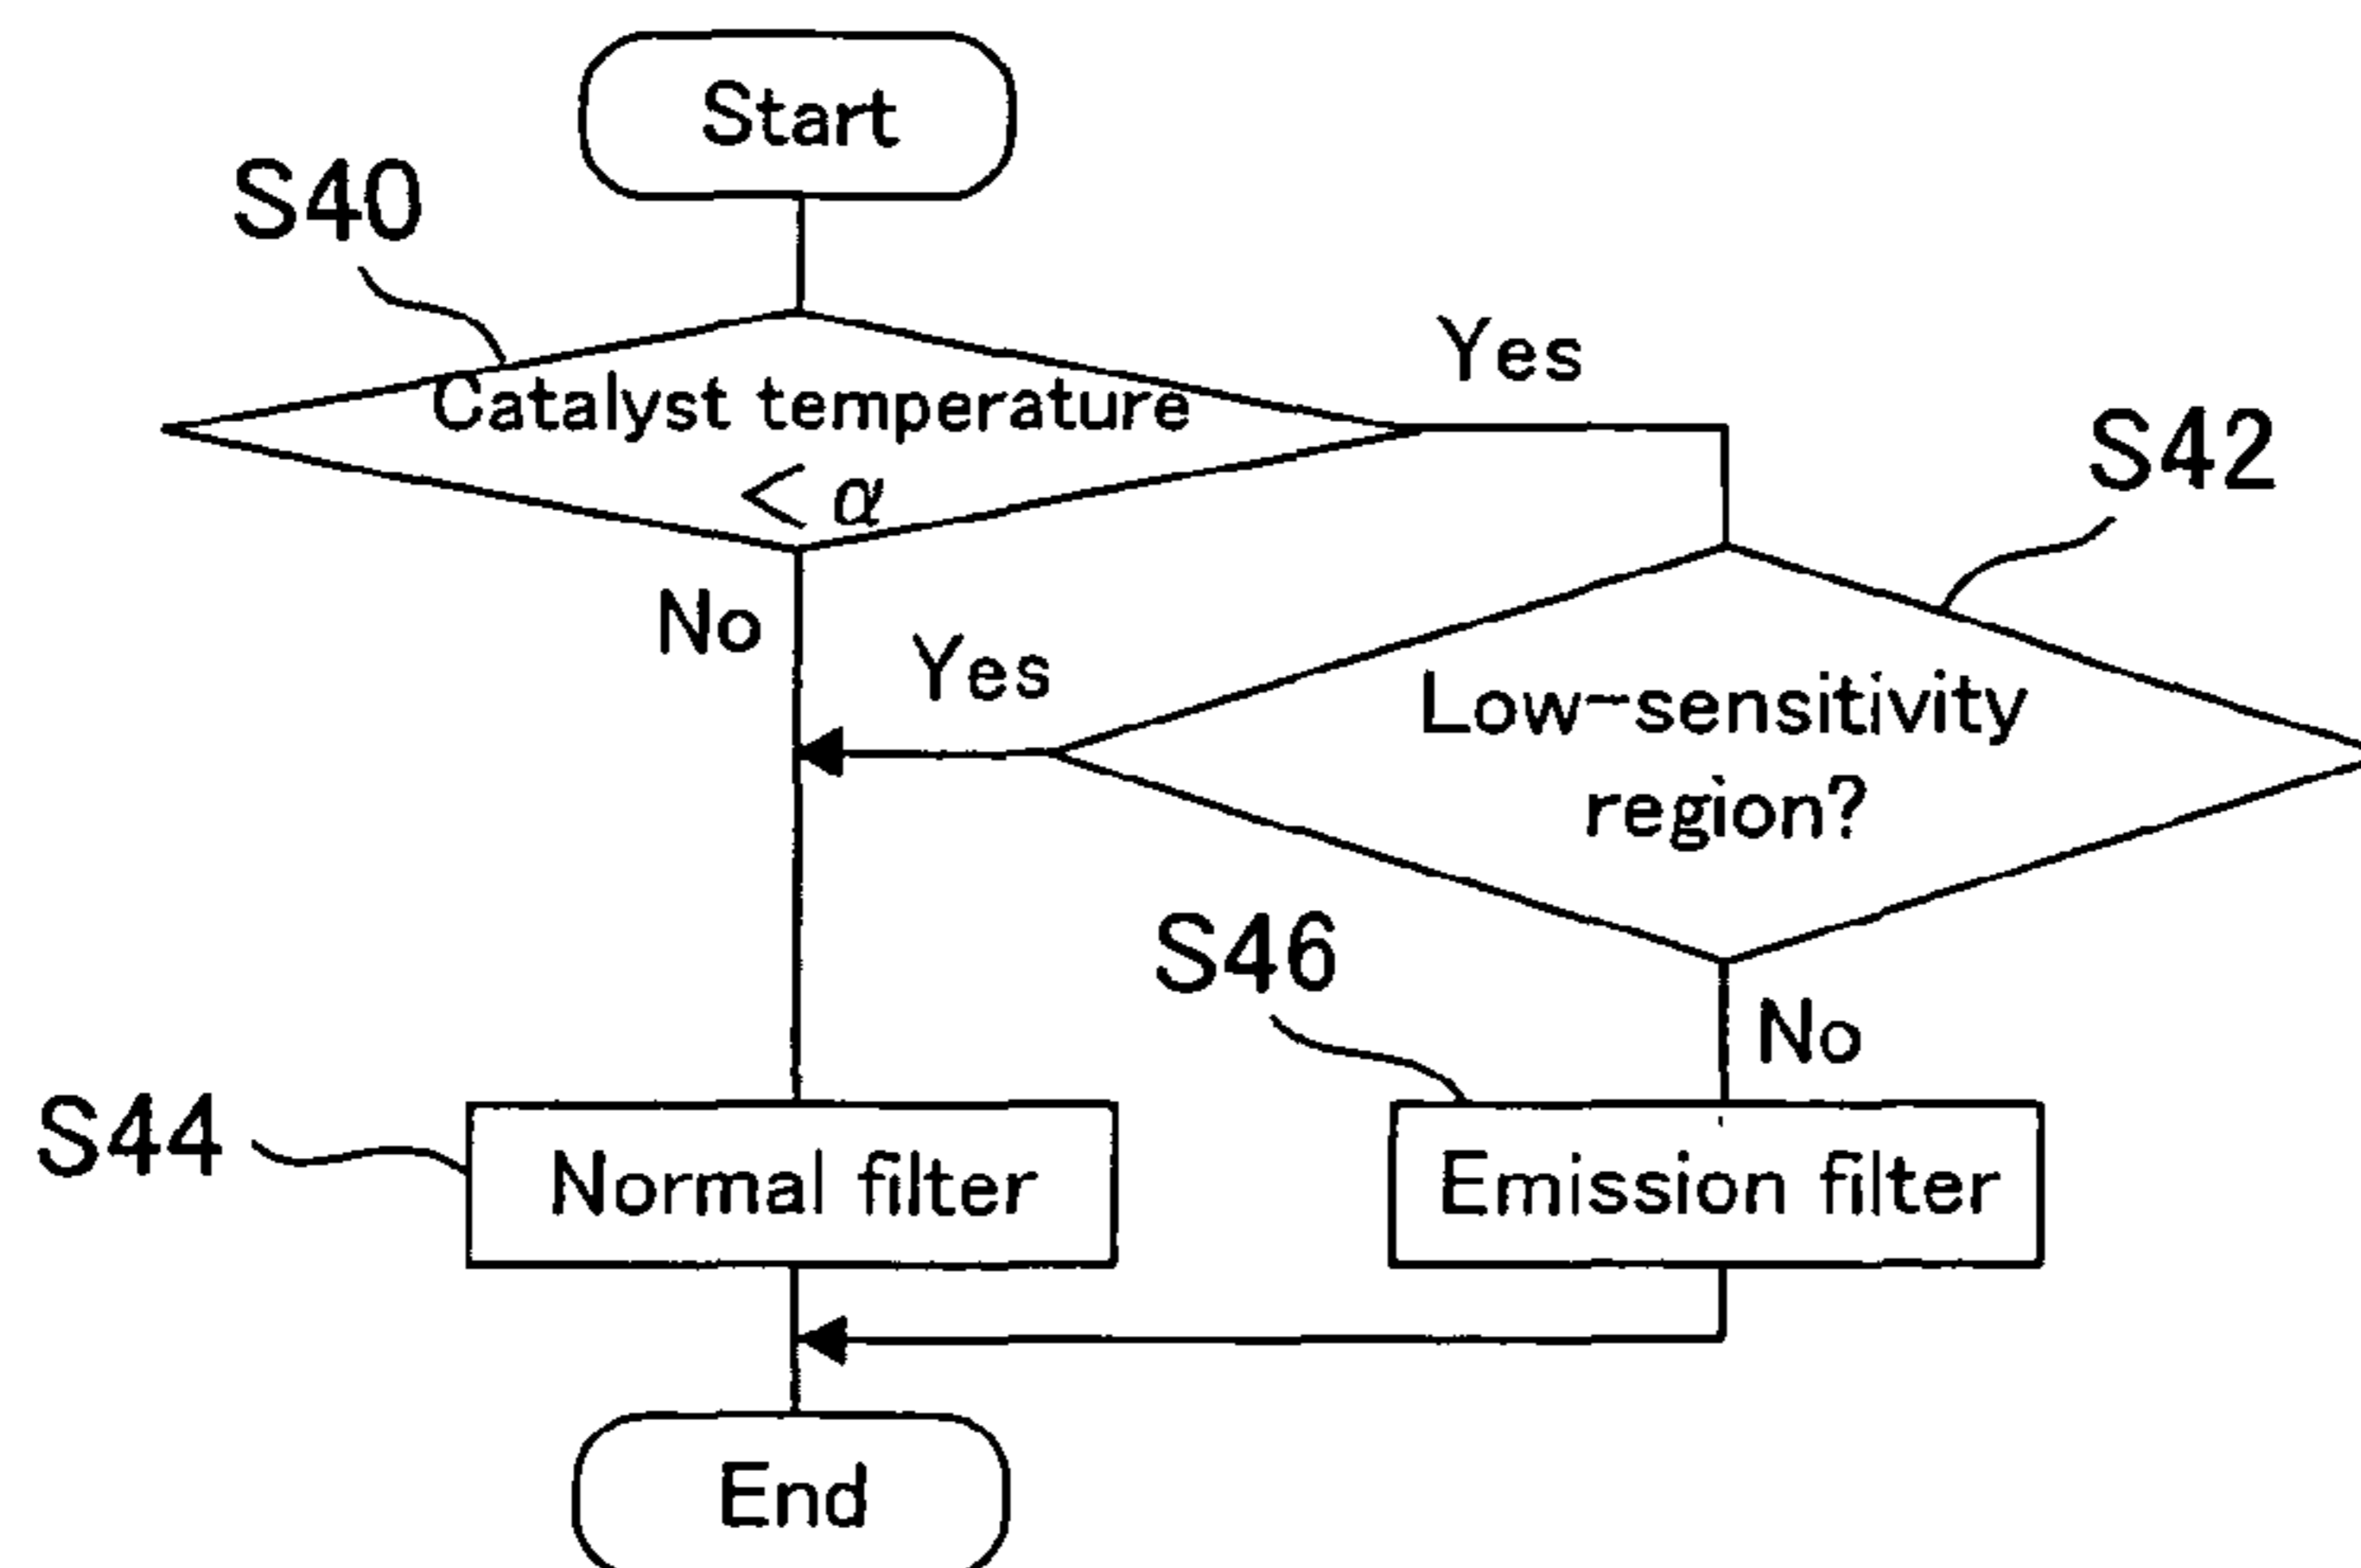 Start
S40
Catalyst temperature
< α
Yes
S42
No
Yes
Low-sensitivity
region?
S46
No
S44
Normal filter
Emission filter
End